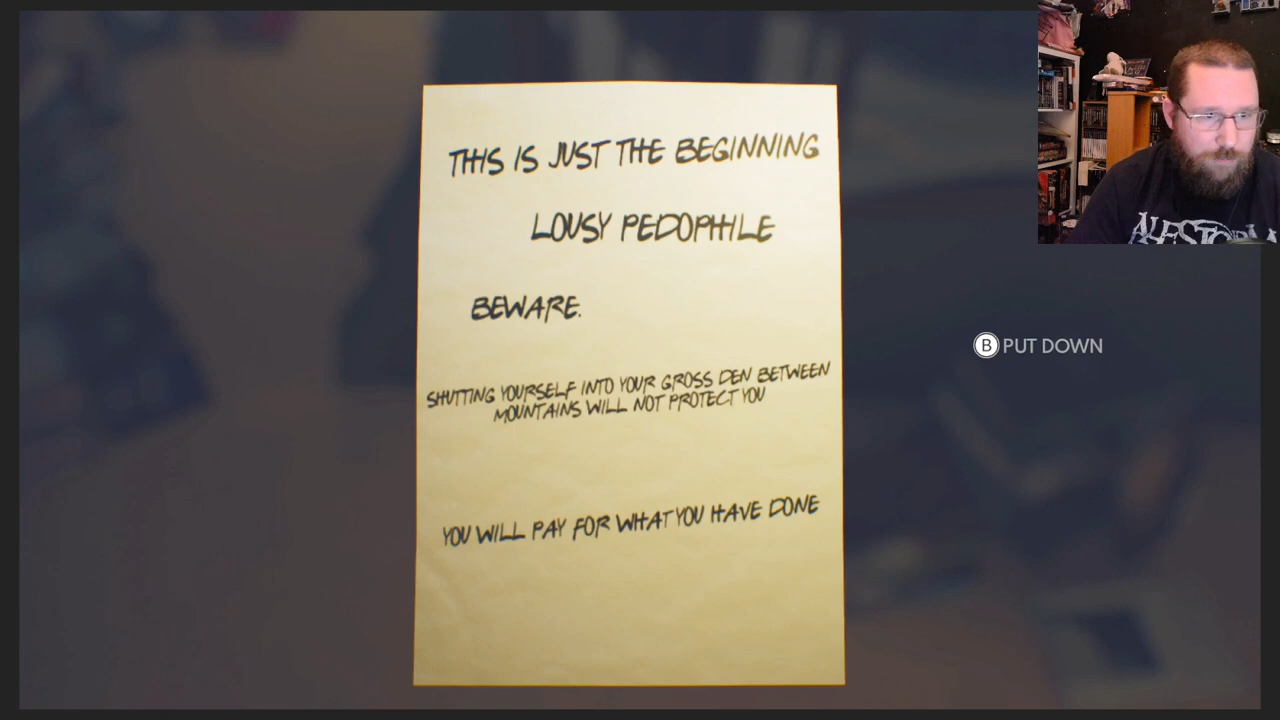 THIS IS JUST THE BEGINNING
LOUSY PEDOPHILE
BEWARE.
SHUTTING YOURSELF INTO YOUR GROSS DEN BETWEEN
MOUNTAINS WILL NOT PROTECT YOU
YOU WILL PAY FOR WHAT YOU HAVE DONE
B PUT DOWN
ALESTORM